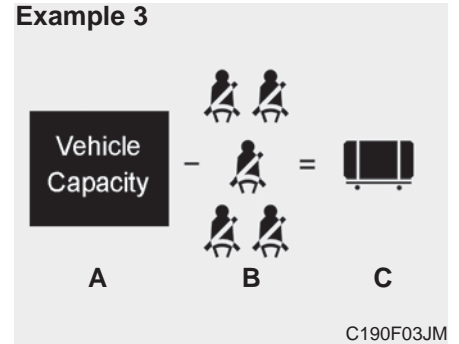 Example 3
Vehicle
Capacity
-
=
A B C
C190F03JM